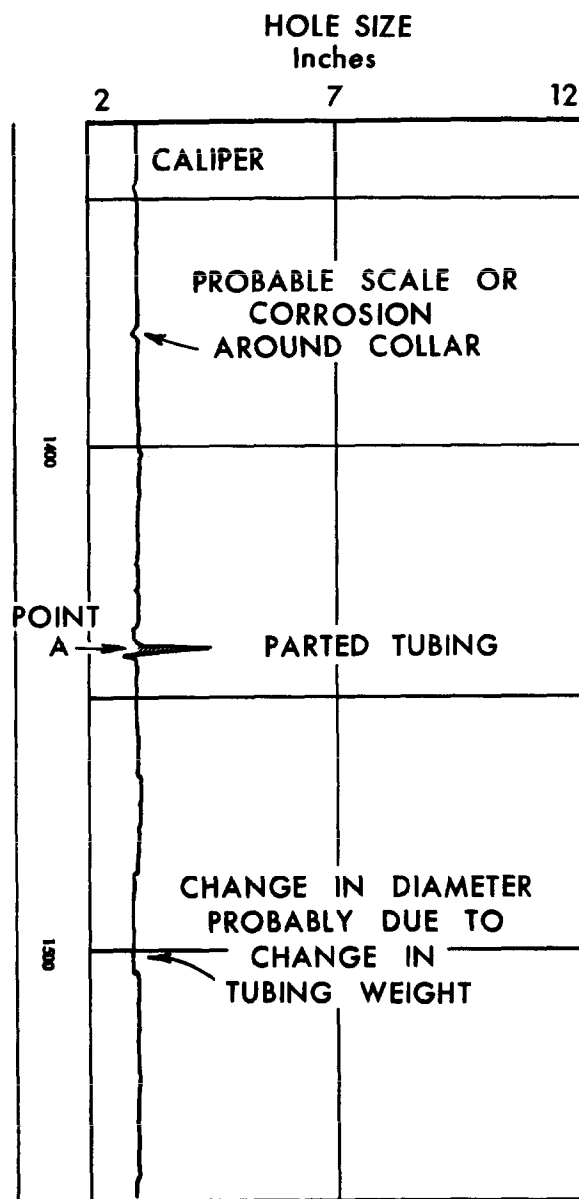 HOLE SIZE
Inches
2 7 12
CALIPER
PROBABLE SCALE OR
CORROSION
AROUND COLLAR
1400
POINT
A
PARTED TUBING
CHANGE IN DIAMETER
PROBABLY DUE TO
CHANGE IN
TUBING WEIGHT
1500